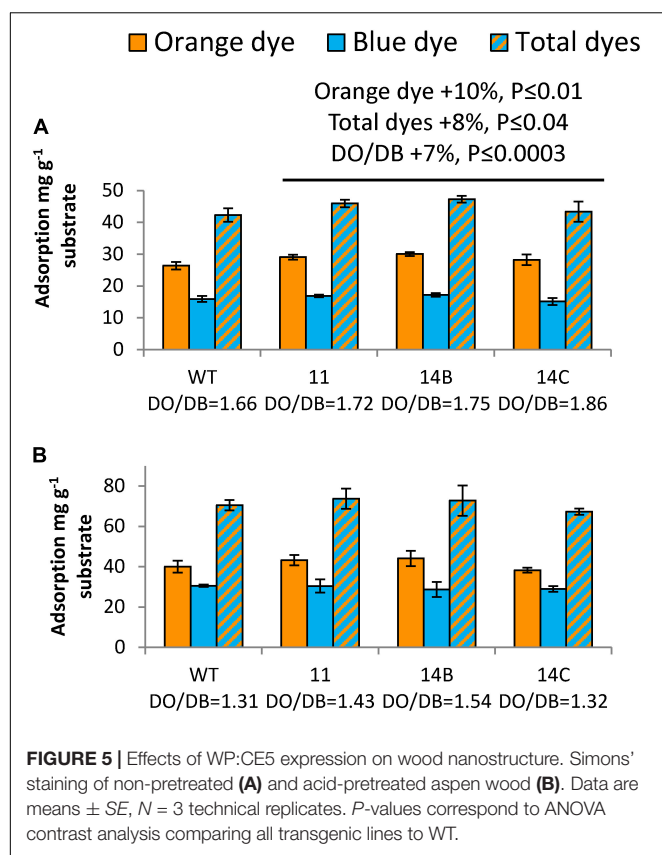 Orange dye Blue dye Total dyes
Orange dye +10%, P≤0.01
Total dyes +8%, P≤0.04
DO/DB +7%, P≤0.0003
A
Adsorption mg g⁻¹
substrate
50
40
30
20
10
0
WT 11 14B 14C
DO/DB=1.66 DO/DB=1.72 DO/DB=1.75 DO/DB=1.86
B
Adsorption mg g⁻¹
substrate
80
60
40
20
0
WT 11 14B 14C
DO/DB=1.31 DO/DB=1.43 DO/DB=1.54 DO/DB=1.32
FIGURE 5 | Effects of WP:CE5 expression on wood nanostructure. Simons'
staining of non-pretreated (A) and acid-pretreated aspen wood (B). Data are
means ± SE, N = 3 technical replicates. P-values correspond to ANOVA
contrast analysis comparing all transgenic lines to WT.